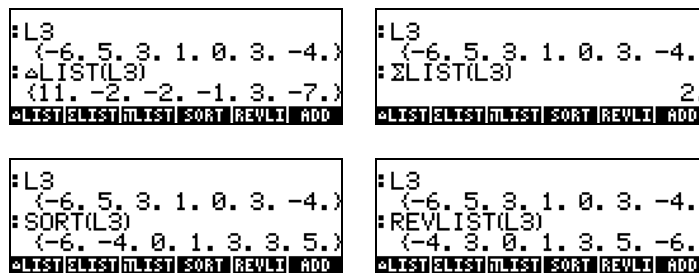 :L3
{-6. 5. 3. 1. 0. 3. -4.}
:ΔLIST(L3)
{11. -2. -2. -1. 3. -7.}
ΔLIST ΣLIST ΠLIST SORT REVLI ADD
:L3
{-6. 5. 3. 1. 0. 3. -4.
:ΣLIST(L3)
2.
ΔLIST ΣLIST ΠLIST SORT REVLI ADD
:L3
{-6. 5. 3. 1. 0. 3. -4.}
:SORT(L3)
{-6. -4. 0. 1. 3. 3. 5.}
ΔLIST ΣLIST ΠLIST SORT REVLI ADD
:L3
{-6. 5. 3. 1. 0. 3. -4.
:REVLIST(L3)
{-4. 3. 0. 1. 3. 5. -6.
ΔLIST ΣLIST ΠLIST SORT REVLI ADD